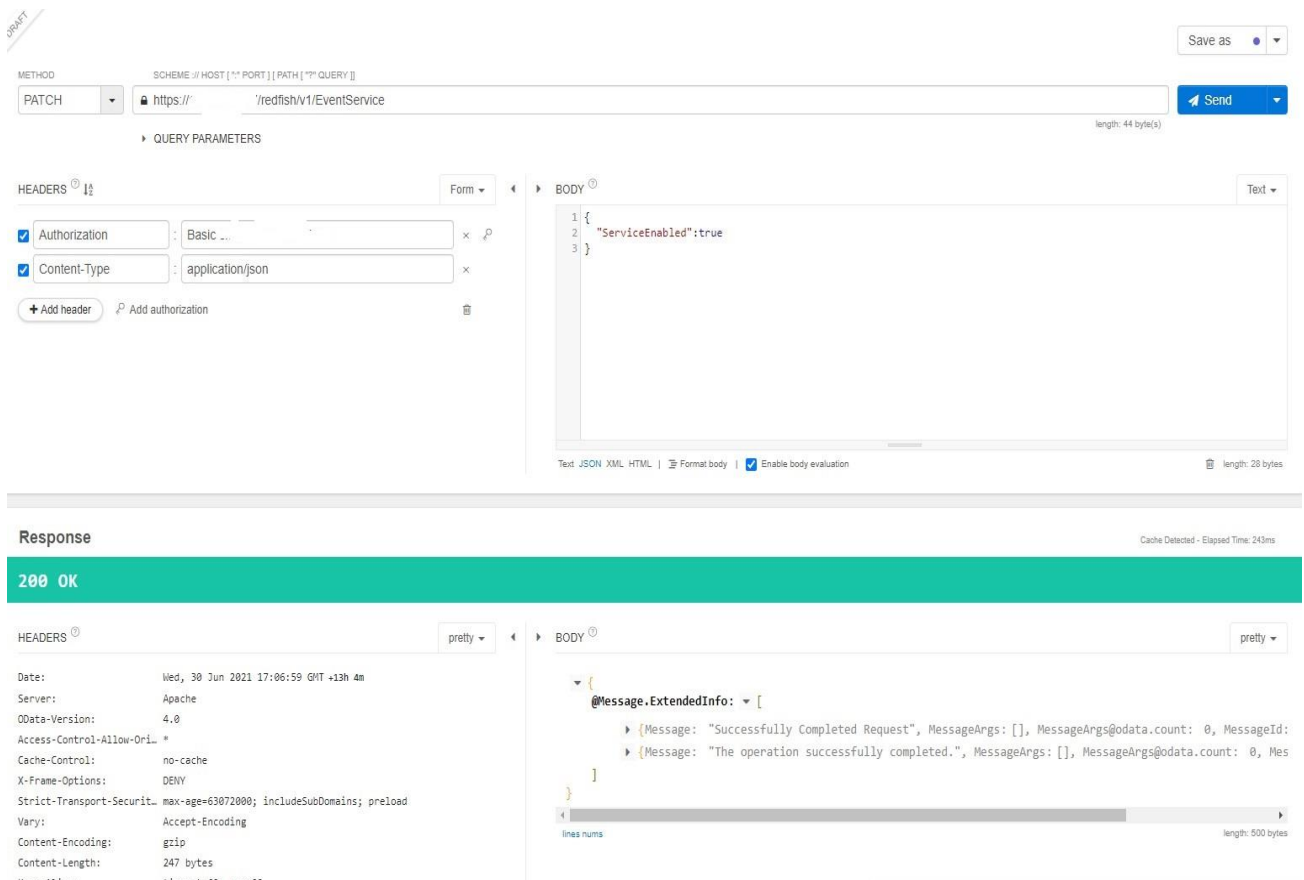 DRAFT
Save as
METHOD
SCHEME :// HOST [ ":" PORT ] [ PATH [ "?" QUERY ]]
PATCH
https://
/redfish/v1/EventService
Send
length: 44 byte(s)
QUERY PARAMETERS
HEADERS
Form
BODY
Text
Authorization : Basic
Content-Type : application/json
+ Add header
Add authorization
1 {
2 "ServiceEnabled":true
3 }
Text JSON XML HTML | Format body | Enable body evaluation
length: 28 bytes
Response
Cache Detected - Elapsed Time: 243ms
200 OK
HEADERS
pretty
BODY
pretty
Date: Wed, 30 Jun 2021 17:06:59 GMT +13h 4m
Server: Apache
OData-Version: 4.0
Access-Control-Allow-Ori… *
Cache-Control: no-cache
X-Frame-Options: DENY
Strict-Transport-Securit… max-age=63072000; includeSubDomains; preload
Vary: Accept-Encoding
Content-Encoding: gzip
Content-Length: 247 bytes
{
@Message.ExtendedInfo: [
{Message: "Successfully Completed Request", MessageArgs: [], MessageArgs@odata.count: 0, MessageId:
{Message: "The operation successfully completed.", MessageArgs: [], MessageArgs@odata.count: 0, Mes
]
}
lines nums
length: 500 bytes